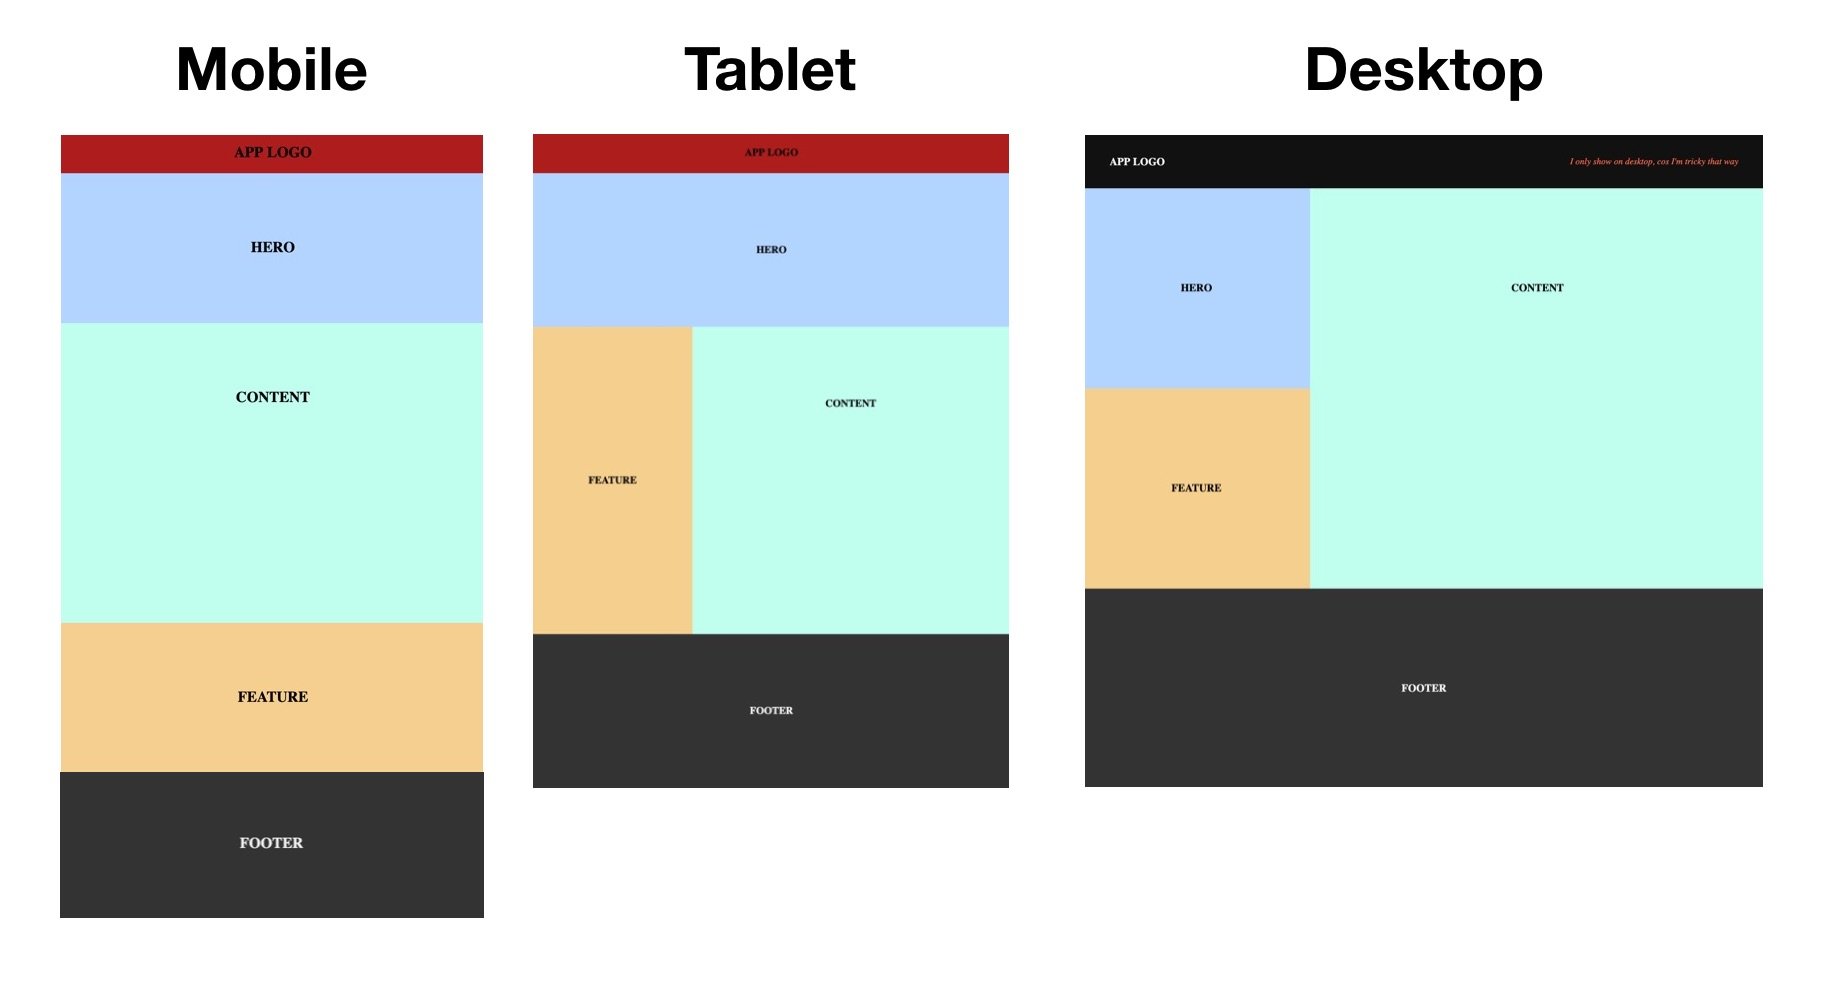 Mobile
APP LOGO
HERO
CONTENT
FEATURE
FOOTER
Tablet
APP LOGO
HERO
FEATURE
CONTENT
FOOTER
Desktop
APP LOGO
I only show on desktop, cos I'm tricky that way
HERO
CONTENT
FEATURE
FOOTER